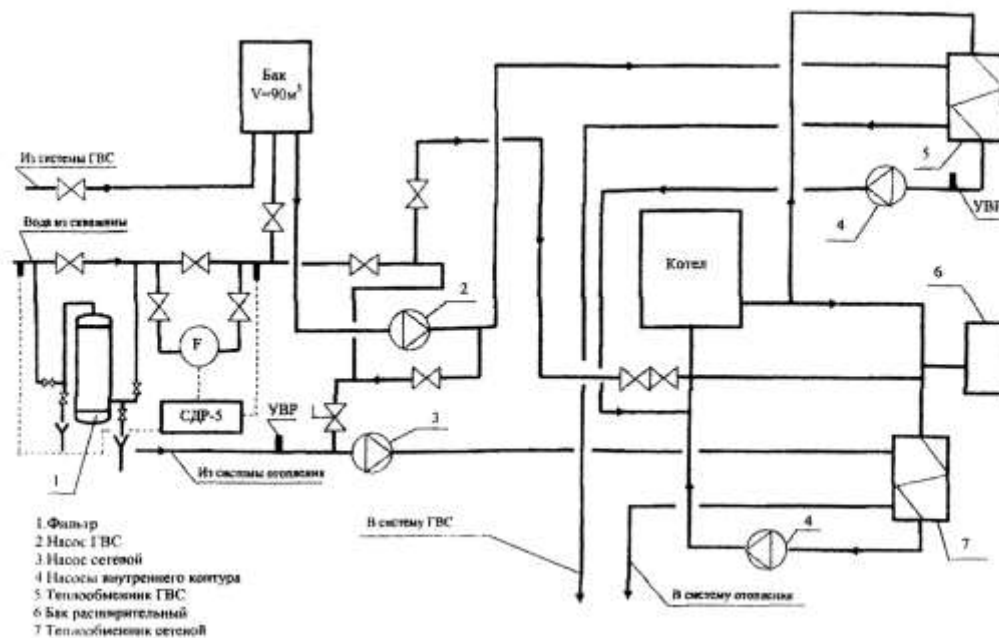 Бак
V=90м³
Из системы ГВС
Вода из скважины
F
СДР-5
УВР
1
2
3
Из системы отопления
Котел
4
5
УВР
6
7
4
В систему ГВС
В систему отопления
1 Фильтр
2 Насос ГВС
3 Насос сетевой
4 Насосы внутреннего контура
5 Теплообменник ГВС
6 Бак расширительный
7 Теплообменник сетевой